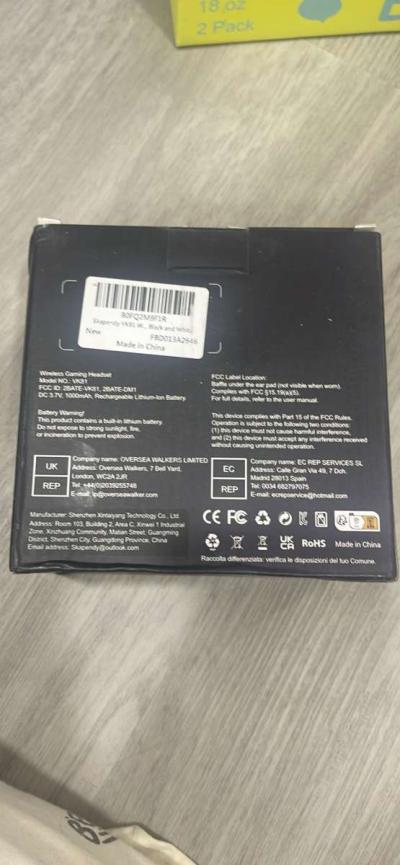 18 oz
2 Pack
B0FQ2M9F1R
Skapendy VK81 W... Black and White
New
FBD013A2646
Made in China
Wireless Gaming Headset
Model NO.: VK81
FCC ID: 2BATE-VK81, 2BATE-DM1
DC 3.7V, 1000mAh, Rechargeable Lithium-Ion Battery.
Battery Warning!
This product contains a built-in lithium battery.
Do not expose to strong sunlight, fire,
or incineration to prevent explosion.
FCC Label Location:
Baffle under the ear pad (not visible when worn).
Complies with FCC §15.19(a)(5).
For full details, refer to the user manual.
This device complies with Part 15 of the FCC Rules.
Operation is subject to the following two conditions:
(1) this device must not cause harmful interference,
and (2) this device must accept any interference received
without causing unintended operation.
UK
REP
Company name: OVERSEA WALKERS LIMITED
Address: Oversea Walkers, 7 Bell Yard,
London, WC2A 2JR
Tel: +44(0)2039255748
E-mail: ip@overseawalker.com
EC
REP
Company name: EC REP SERVICES SL
Address: Calle Gran Via 49, 7 Dch.
Madrid 28013 Spain
Tel: 0034 682797075
E-mail: ecrepservice@hotmail.com
Manufacturer: Shenzhen Xintaiyang Technology Co., Ltd.
Address: Room 103, Building 2, Area C, Xinwei 1 Industrial
Zone, Xinzhuang Community, Matian Street, Guangming
District, Shenzhen City, Guangdong Province, China
Email address: Skupendy@outlook.com
CE FC
UK CA RoHS Made in China
Raccolta differenziata: verifica le disposizioni del tuo Comune.